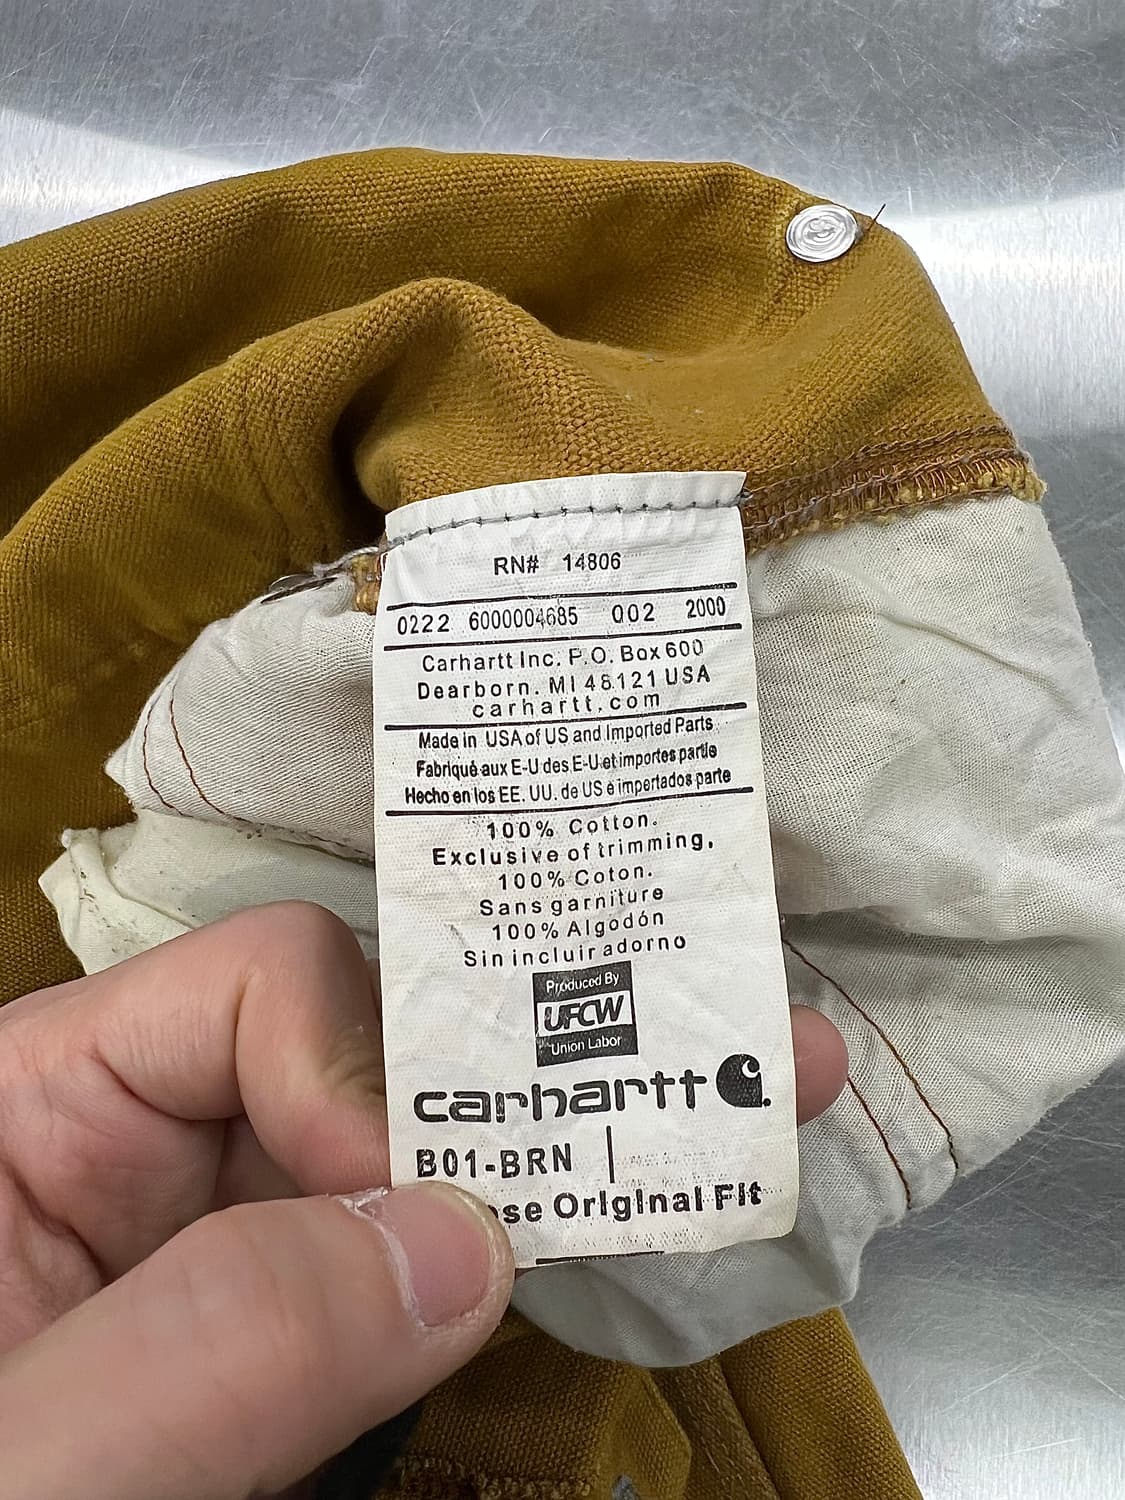 RN# 14806
0222 6000004685 002 2000
Carhartt Inc. P.O. Box 600
Dearborn. MI 48121 USA
carhartt.com
Made in USA of US and Imported Parts
Fabriqué aux E-U des E-U et importes partie
Hecho en los EE. UU. de US e impertados parte
100% Cotton.
Exclusive of trimming,
100% Coton.
Sans garniture
100% Algodón
Sin incluir adorno
Produced By
UFCW
Union Labor
carhartt
B01-BRN
Original Fit